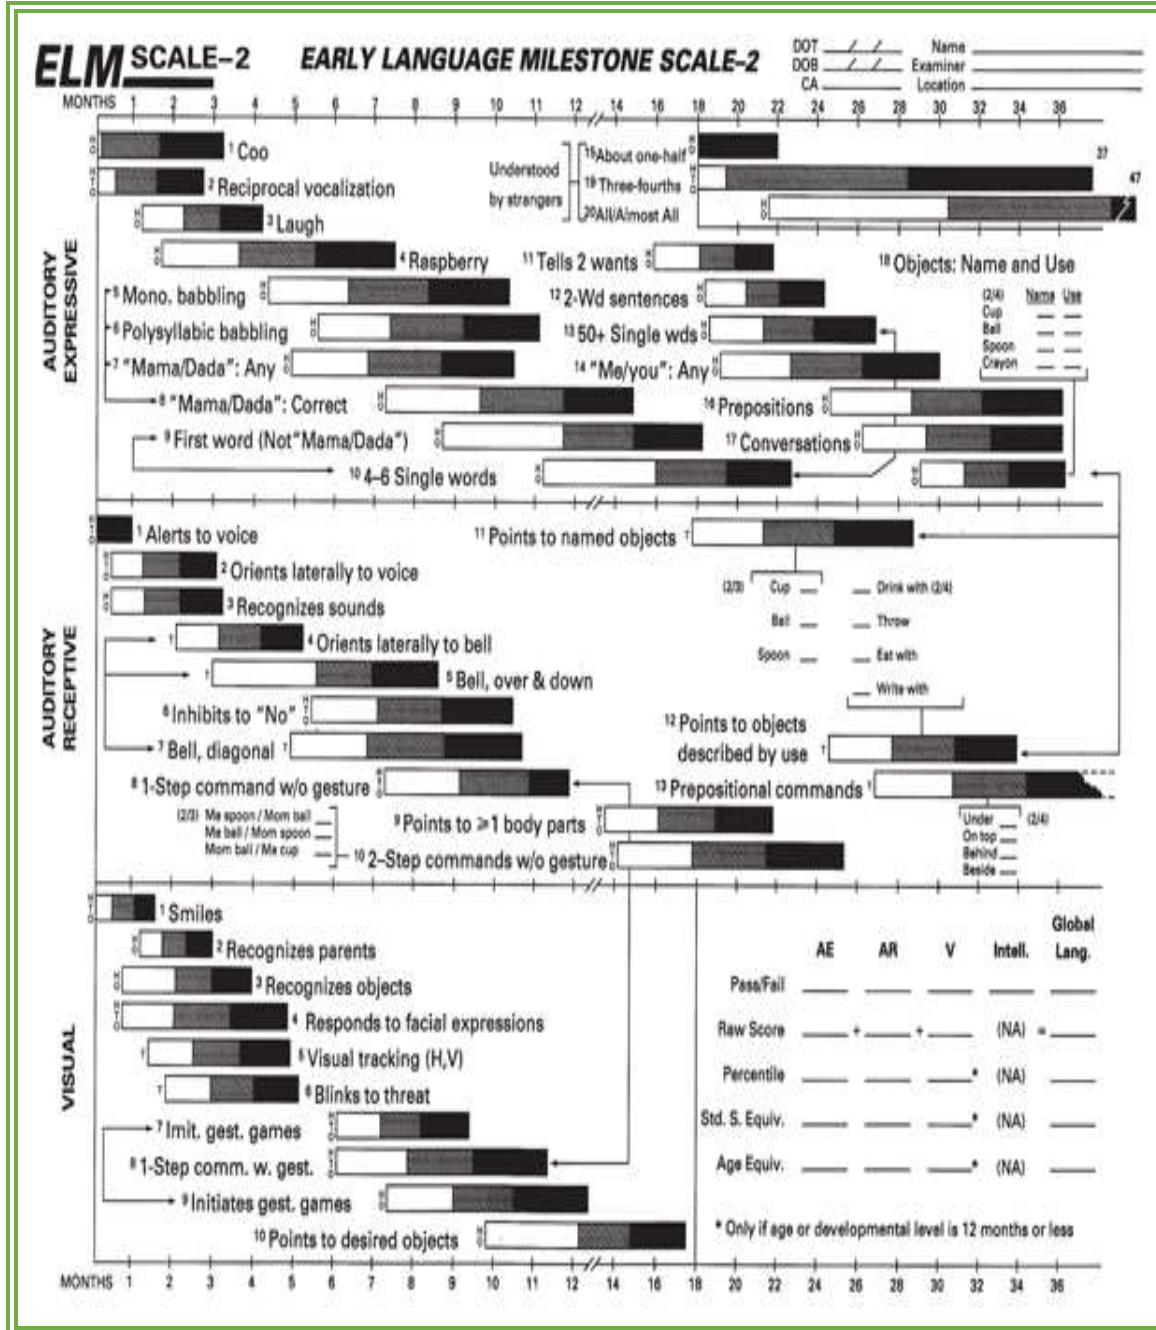 ELM SCALE–2 EARLY LANGUAGE MILESTONE SCALE–2
DOT / / Name
DOB / / Examiner
CA Location
MONTHS 1 2 3 4 5 6 7 8 9 10 12 14 16 18 20 22 24 26 28 30 32 34 36
AUDITORY EXPRESSIVE
1 Coo
2 Reciprocal vocalization
3 Laugh
4 Raspberry
5 Mono. babbling
6 Polysyllabic babbling
7 "Mama/Dada": Any
8 "Mama/Dada": Correct
9 First word (Not "Mama/Dada")
10 4–6 Single words
Understood by strangers
15 About one-half
19 Three-fourths 37
20 All/Almost All 47
11 Tells 2 wants
12 2-Wd sentences
13 50+ Single wds
14 "Me/you": Any
16 Prepositions
17 Conversations
18 Objects: Name and Use
(2/4) Name Use
Cup
Ball
Spoon
Crayon
AUDITORY RECEPTIVE
1 Alerts to voice
2 Orients laterally to voice
3 Recognizes sounds
4 Orients laterally to bell
5 Bell, over & down
6 Inhibits to "No"
7 Bell, diagonal
8 1-Step command w/o gesture
(2/3) Me spoon / Mom ball
Me ball / Mom spoon
Mom ball / Me cup
9 Points to ⩾1 body parts
10 2–Step commands w/o gesture
11 Points to named objects
(2/3) Cup Drink with (2/4)
Ball Throw
Spoon Eat with
Write with
12 Points to objects
described by use
13 Prepositional commands
Under (2/4)
On top
Behind
Beside
VISUAL
1 Smiles
2 Recognizes parents
3 Recognizes objects
4 Responds to facial expressions
5 Visual tracking (H,V)
6 Blinks to threat
7 Imit. gest. games
8 1-Step comm. w. gest.
9 Initiates gest. games
10 Points to desired objects
AE AR V Intell. Global Lang.
Pass/Fail
Raw Score + + (NA) =
Percentile * (NA)
Std. S. Equiv. * (NA)
Age Equiv. * (NA)
* Only if age or developmental level is 12 months or less
MONTHS 1 2 3 4 5 6 7 8 9 10 12 14 16 18 20 22 24 26 28 30 32 34 36